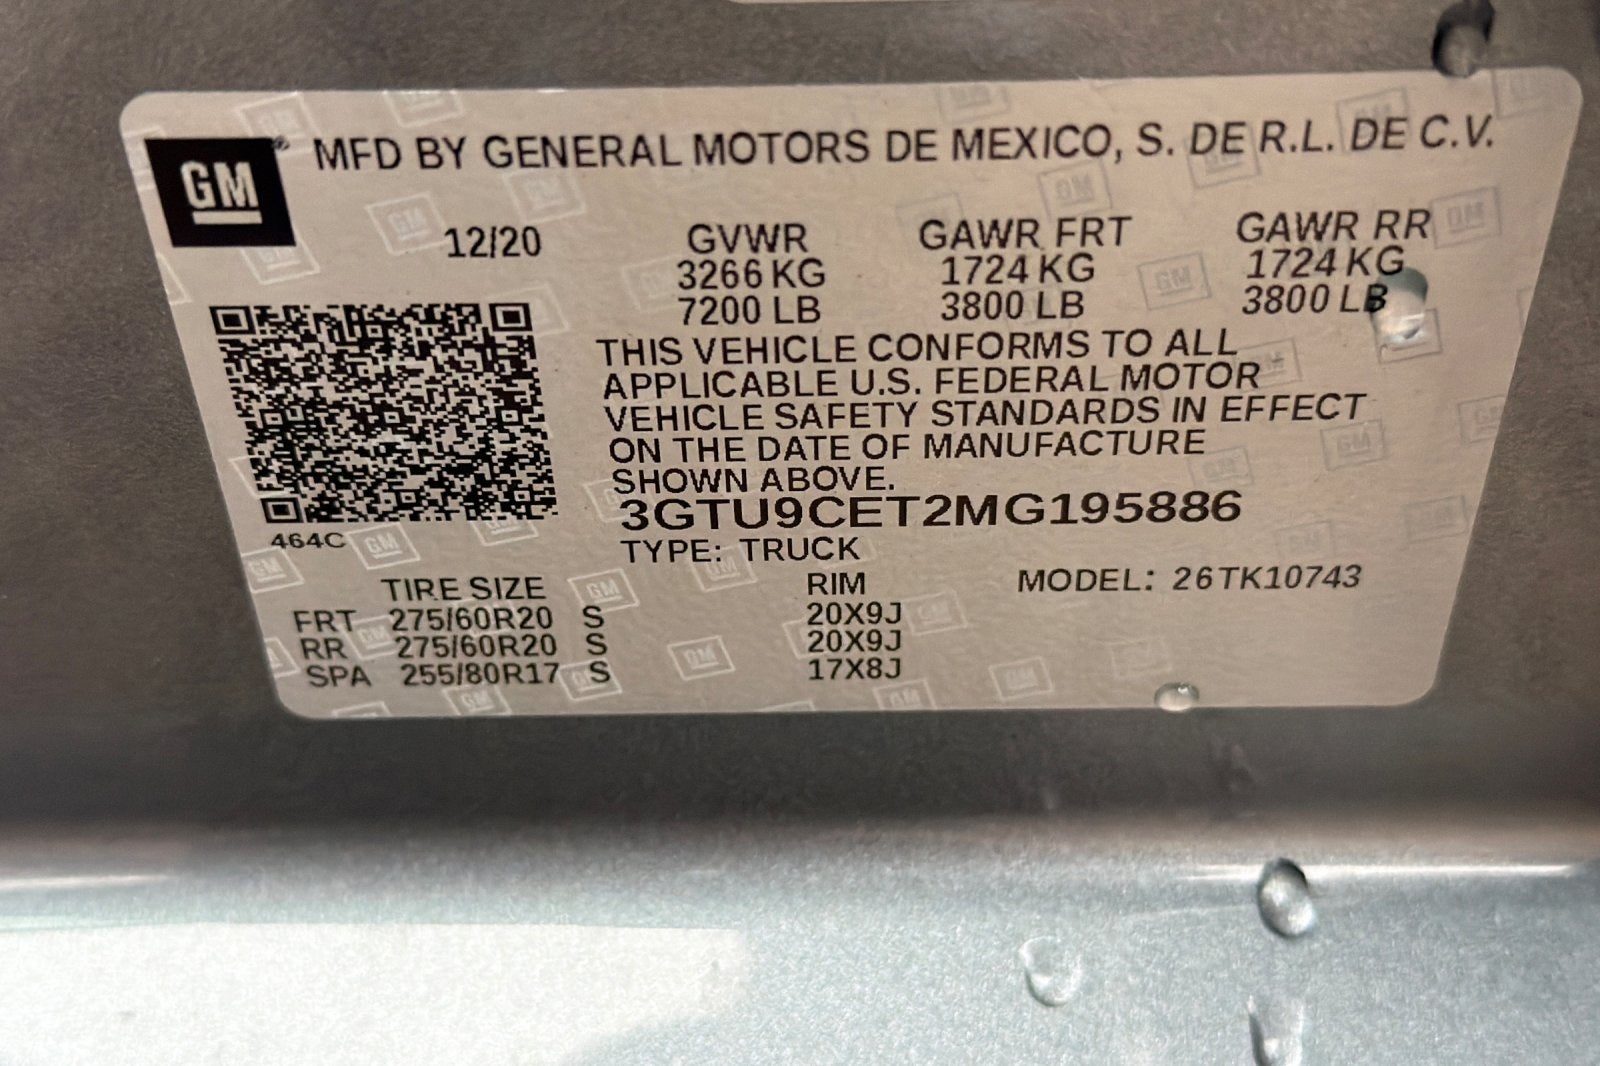 GM® MFD BY GENERAL MOTORS DE MEXICO, S. DE R.L. DE C.V.
12/20 GVWR GAWR FRT GAWR RR
3266 KG 1724 KG 1724 KG
7200 LB 3800 LB 3800 LB
THIS VEHICLE CONFORMS TO ALL
APPLICABLE U.S. FEDERAL MOTOR
VEHICLE SAFETY STANDARDS IN EFFECT
ON THE DATE OF MANUFACTURE
SHOWN ABOVE.
3GTU9CET2MG195886
464C
TYPE: TRUCK
TIRE SIZE RIM MODEL: 26TK10743
FRT 275/60R20 S 20X9J
RR 275/60R20 S 20X9J
SPA 255/80R17 S 17X8J